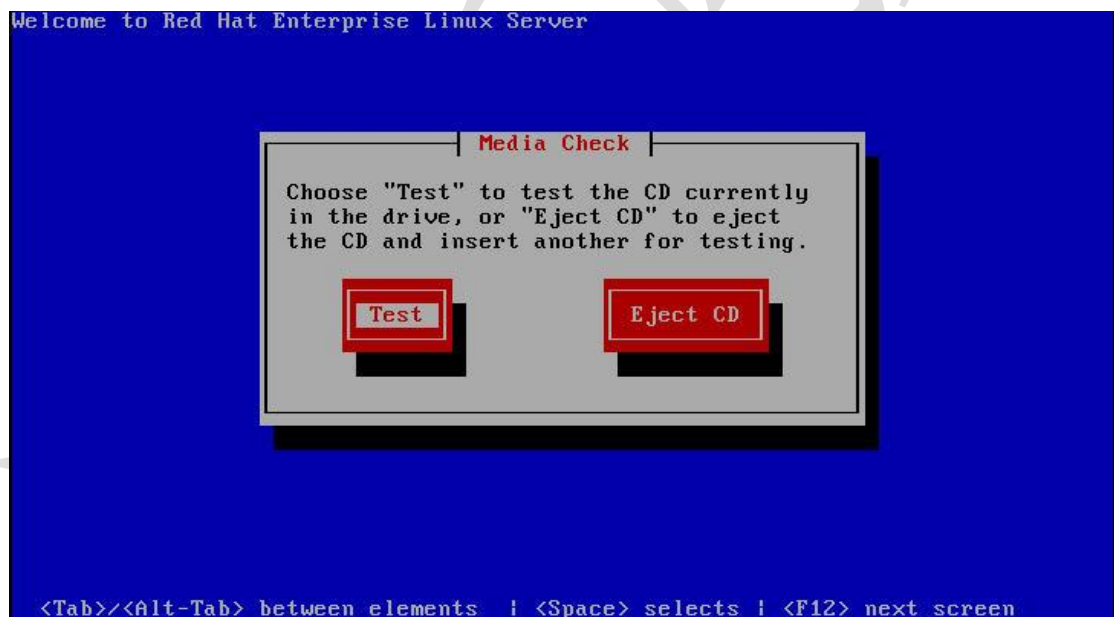 Welcome to Red Hat Enterprise Linux Server
Media Check
Choose "Test" to test the CD currently
in the drive, or "Eject CD" to eject
the CD and insert another for testing.
Test Eject CD
<Tab>/<Alt-Tab> between elements | <Space> selects | <F12> next screen